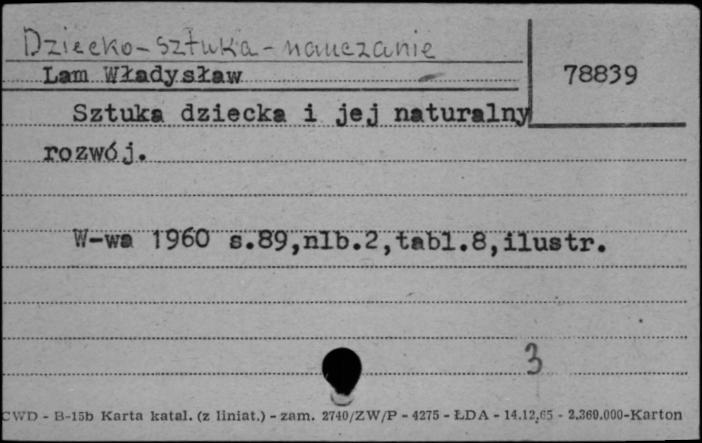 Dziecko-sztuka-nauczanie
Lam Władysław
78839
Sztuka dziecka i jej naturalny
rozwój.
W-wa 1960 s.89,nlb.2,tabl.8,ilustr.
3
CWD - B-15b Karta katal. (z liniat.) - zam. 2740/ZW/P - 4275 - ŁDA - 14.12.65 - 2.360.000-Karton